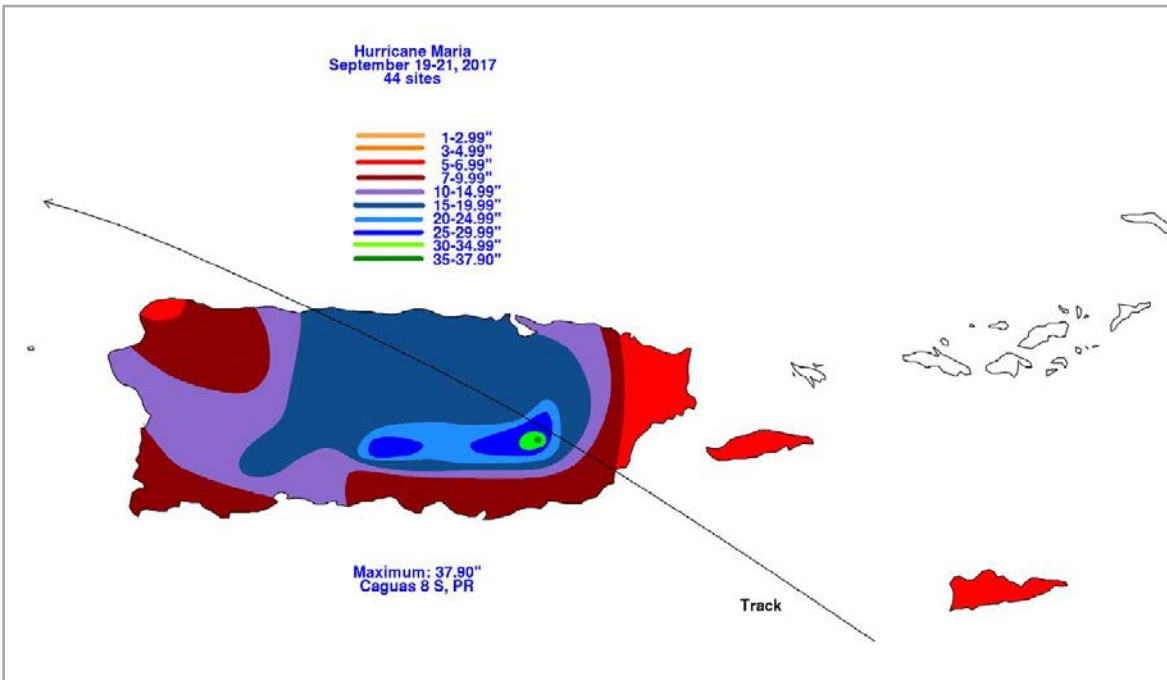 Hurricane Maria
September 19-21, 2017
44 sites
1-2.99"
3-4.99"
5-6.99"
7-9.99"
10-14.99"
15-19.99"
20-24.99"
25-29.99"
30-34.99"
35-37.90"
Maximum: 37.90"
Caguas 8 S, PR
Track